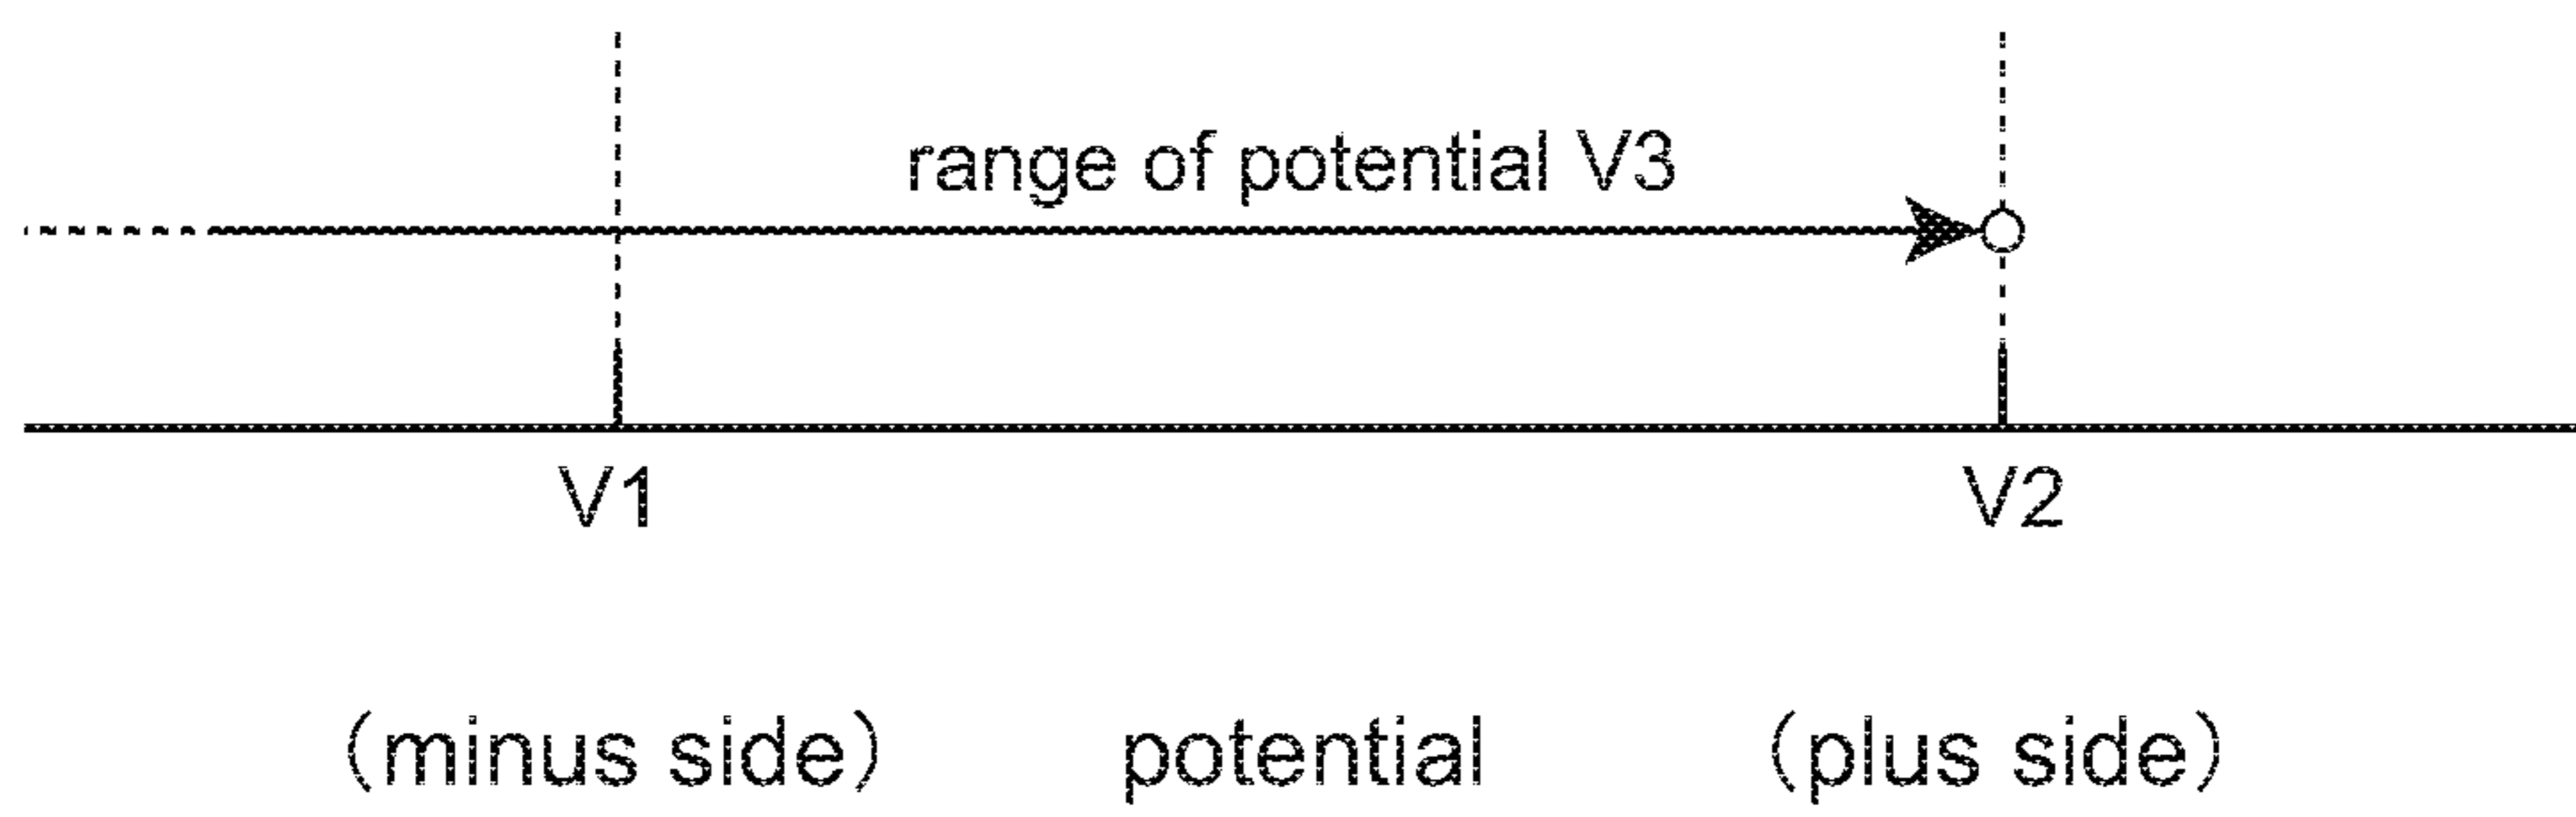 range of potential V3
V1 V2
(minus side) potential (plus side)